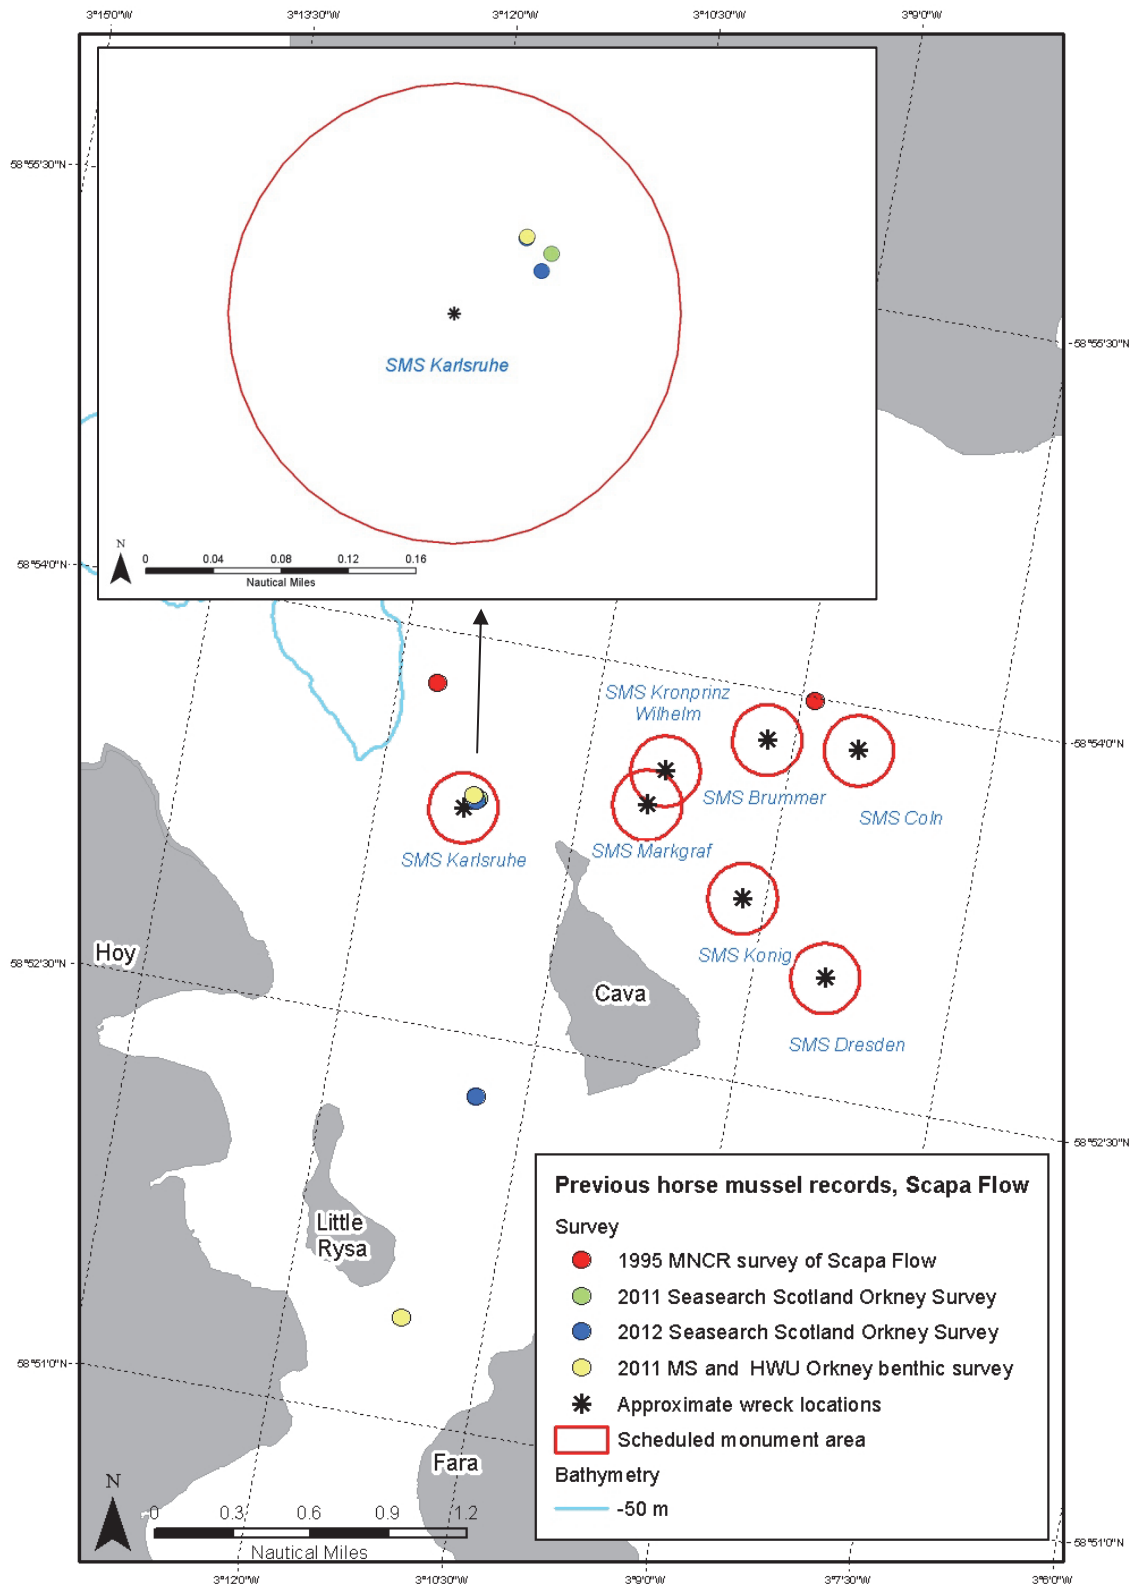 3°15'0"W
3°13'30"W
3°12'0"W
3°10'30"W
3°9'0"W
58°55'30"N
58°55'30"N
SMS Karlsruhe
N
0 0.04 0.08 0.12 0.16
Nautical Miles
58°54'0"N
SMS Kronprinz
Wilhelm
58°54'0"N
SMS Brummer
SMS Coln
SMS Karlsruhe
SMS Markgraf
Hoy
SMS Konig
58°52'30"N
Cava
SMS Dresden
58°52'30"N
Previous horse mussel records, Scapa Flow
Survey
1995 MNCR survey of Scapa Flow
2011 Seasearch Scotland Orkney Survey
2012 Seasearch Scotland Orkney Survey
2011 MS and HWU Orkney benthic survey
Approximate wreck locations
Scheduled monument area
Bathymetry
-50 m
Little
Rysa
58°51'0"N
Fara
N
0 0.3 0.6 0.9 1.2
Nautical Miles
58°51'0"N
3°12'0"W
3°10'30"W
3°9'0"W
3°7'30"W
3°6'0"W